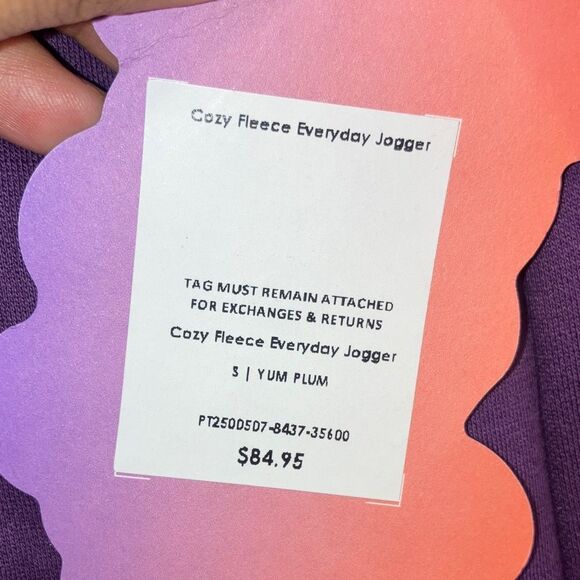 Cozy Fleece Everyday Jogger
TAG MUST REMAIN ATTACHED
FOR EXCHANGES & RETURNS
Cozy Fleece Everyday Jogger
S | YUM PLUM
PT250D507-8437-35600
$84.95